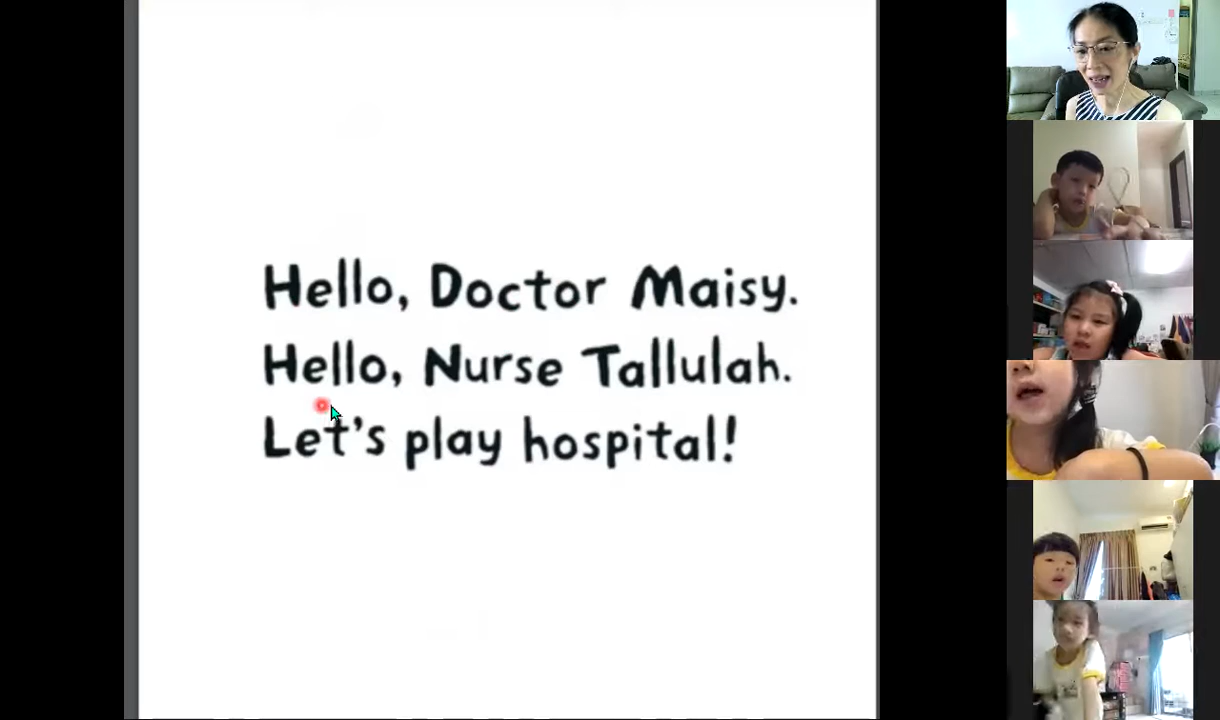 Hello, Doctor Maisy.
Hello, Nurse Tallulah.
Let's play hospital!